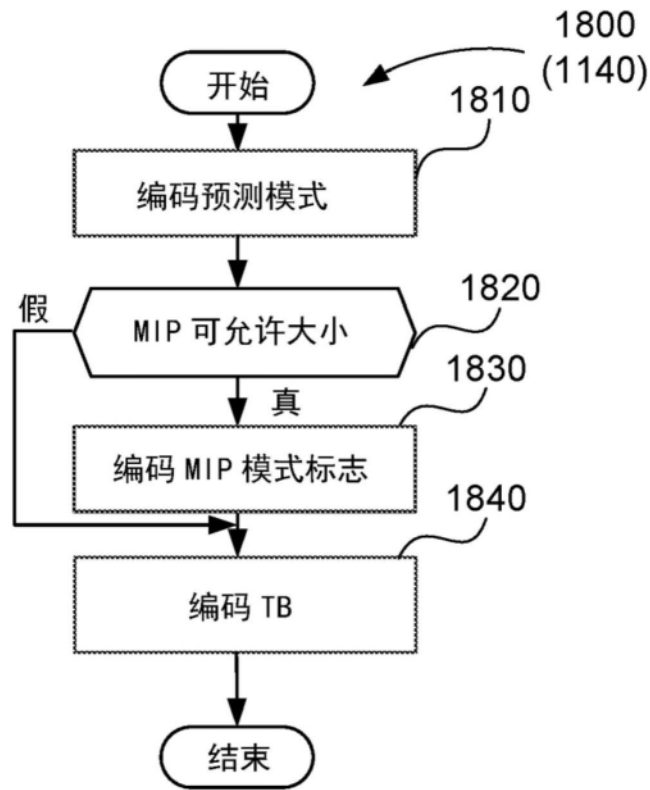 1800
(1140)
开始
1810
编码预测模式
1820
假
MIP 可允许大小
1830
真
编码 MIP 模式标志
1840
编码 TB
结束